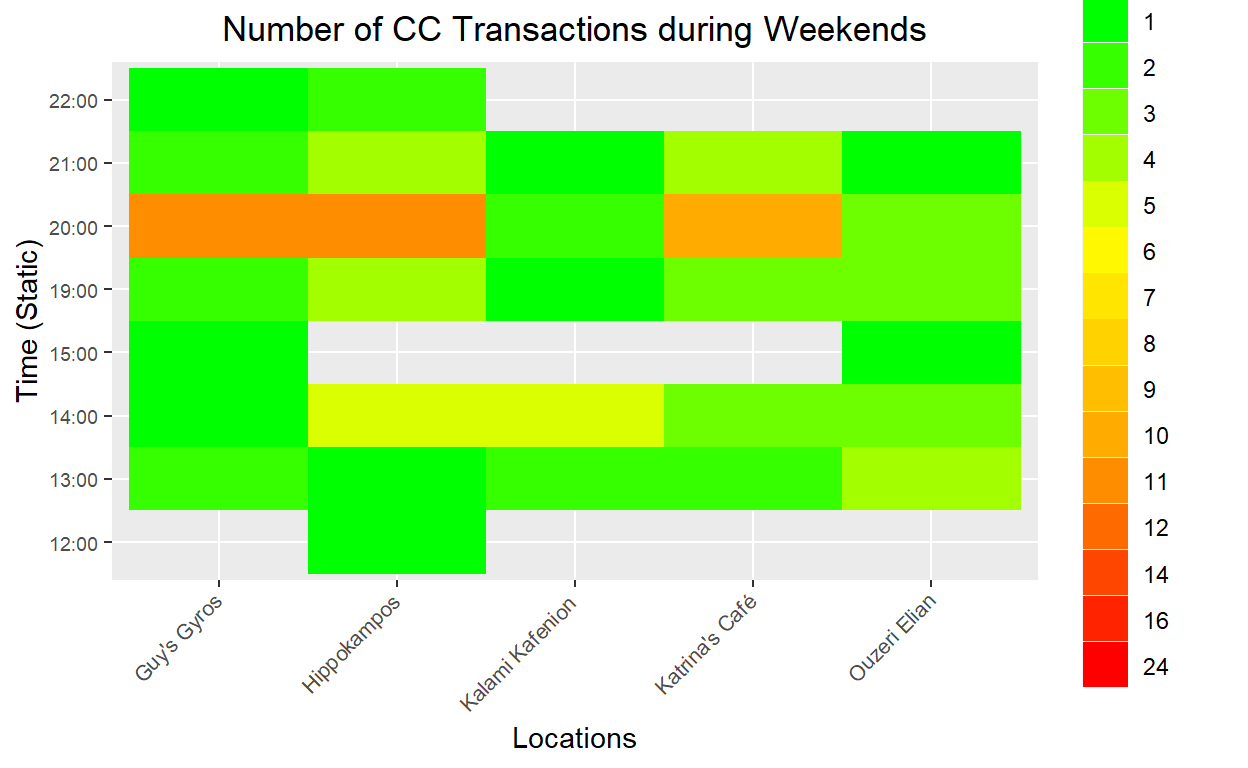 Number of CC Transactions during Weekends
Time (Static)
22:00
21:00
20:00
19:00
15:00
14:00
13:00
12:00
Guy's Gyros
Hippokampos
Kalami Kafenion
Katrina's Café
Ouzeri Elian
Locations
1
2
3
4
5
6
7
8
9
10
11
12
14
16
24